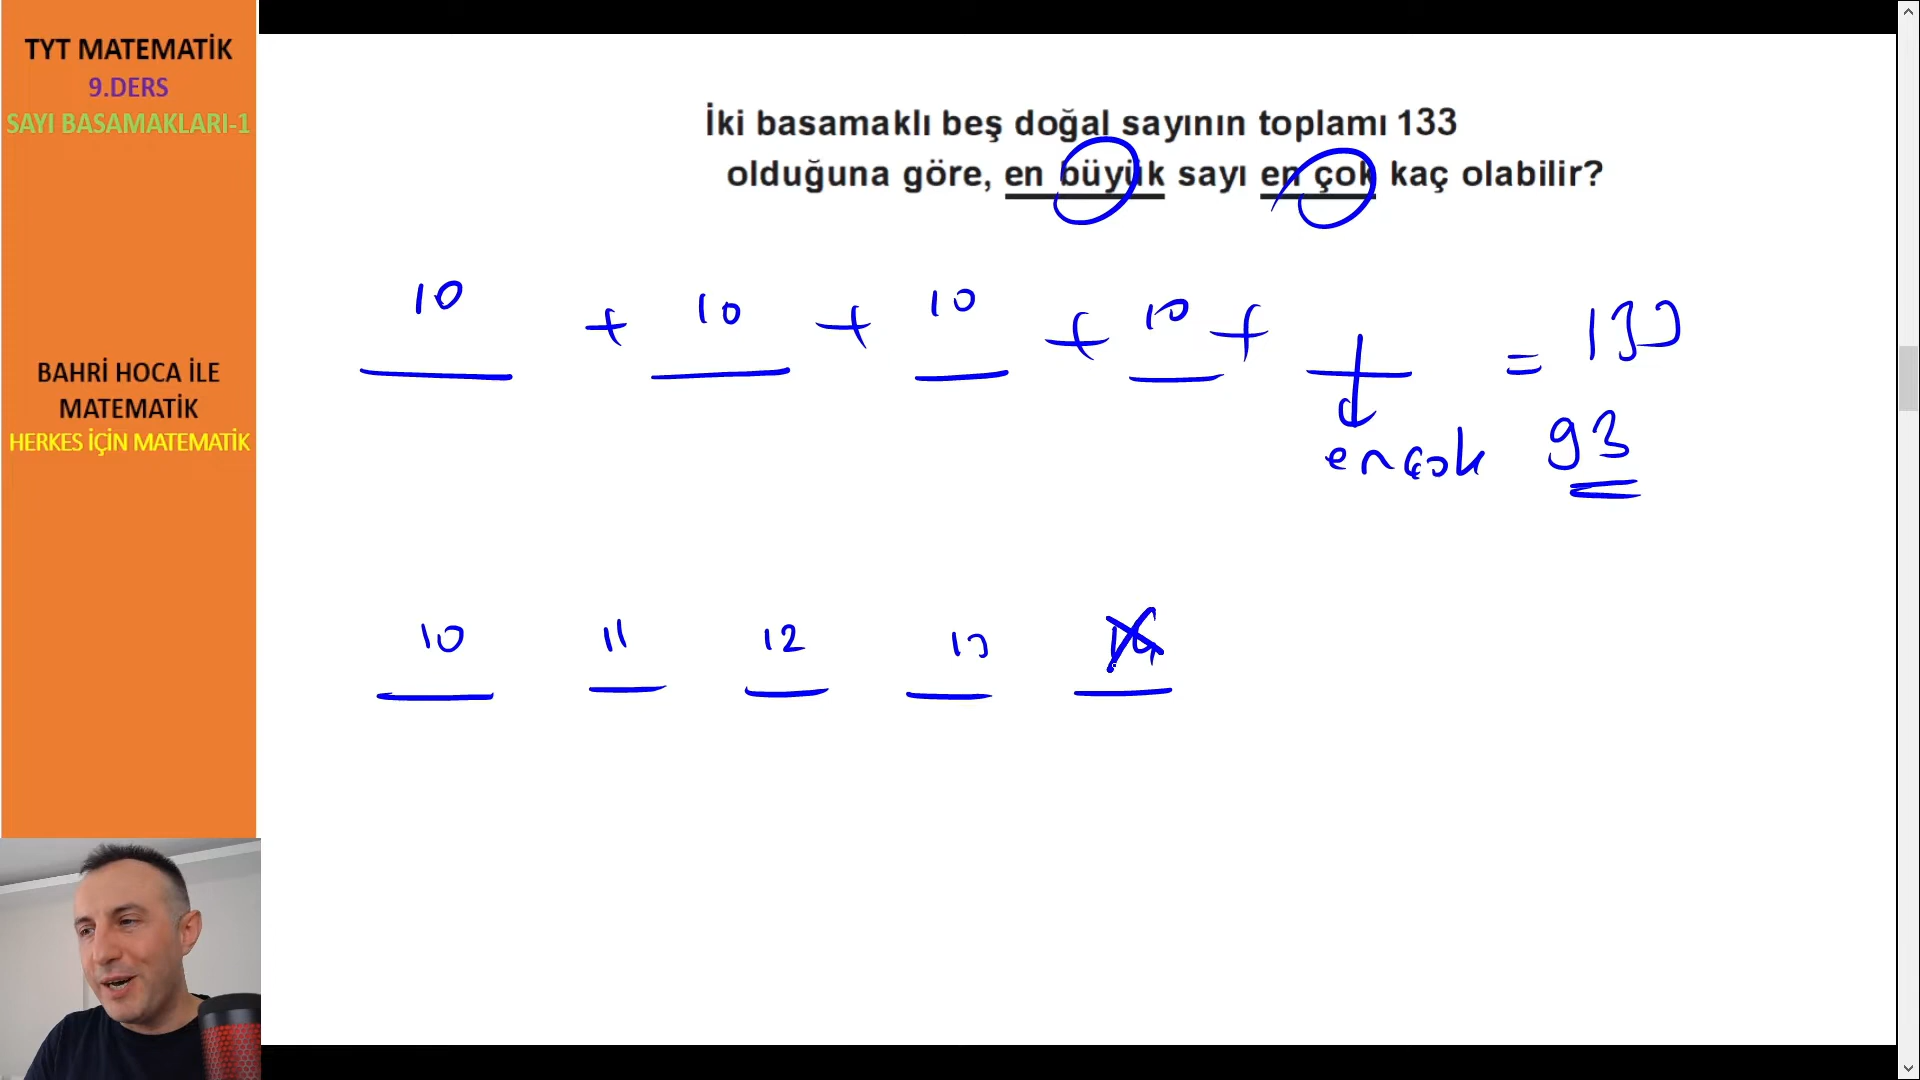 TYT MATEMATİK
9.DERS
SAYI BASAMAKLARI-1
BAHRİ HOCA İLE
MATEMATİK
HERKES İÇİN MATEMATİK
İki basamaklı beş doğal sayının toplamı 133
olduğuna göre, en büyük sayı en çok kaç olabilir?
10 + 10 + 10 + 10 + = 133
en çok 93
10 11 12 13 14